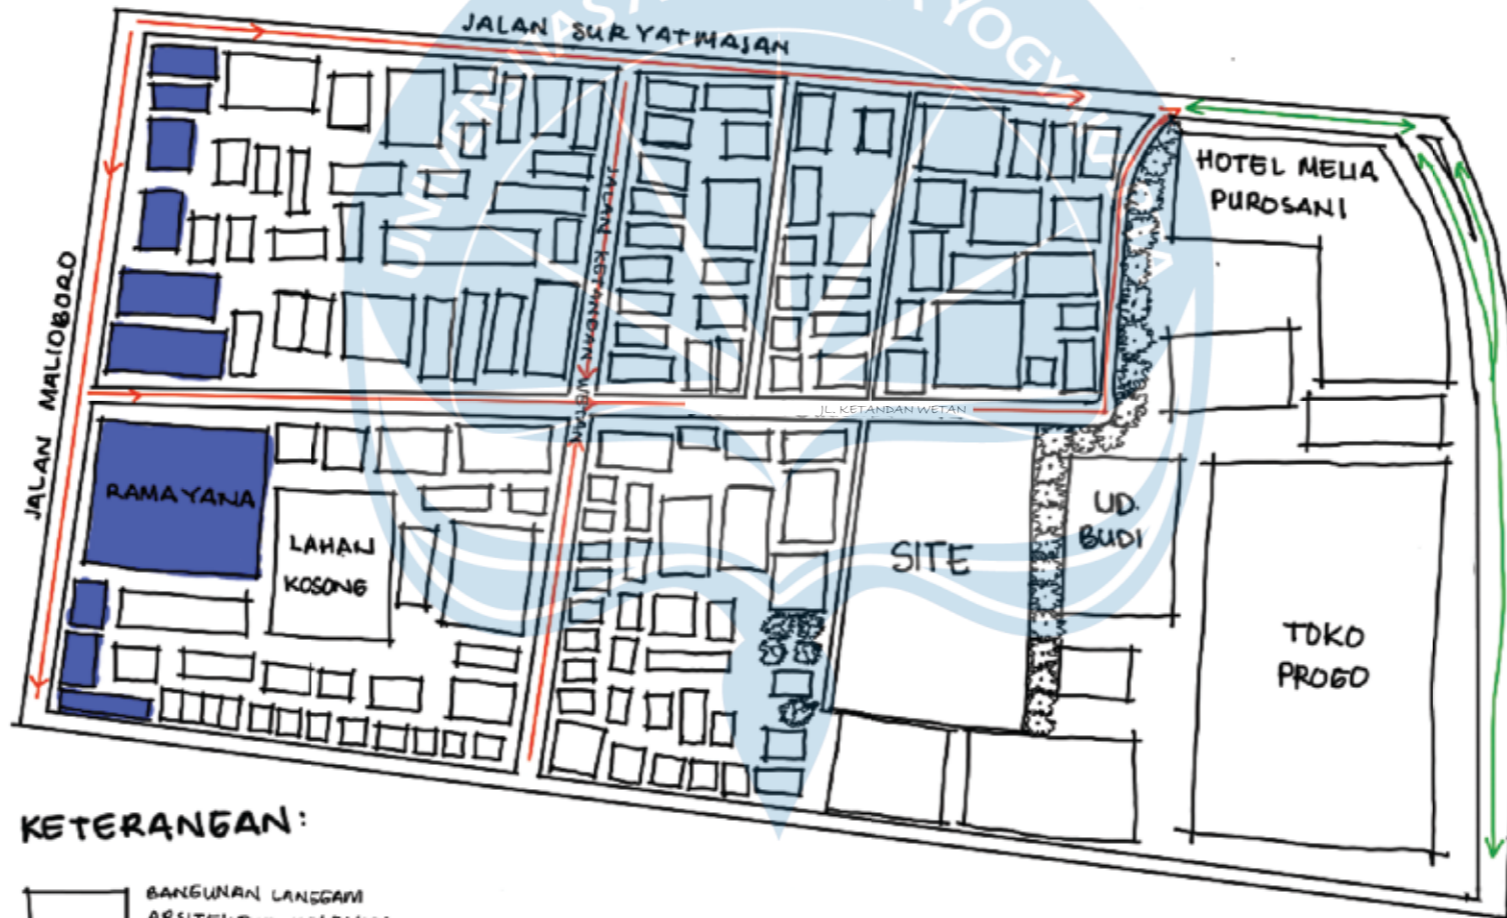 JALAN SURYATMAJAN
HOTEL MELIA
PUROSANI
JALAN KETANDAN WETAN
JALAN MALIOBORO
JL. KETANDAN WETAN
RAMAYANA
LAHAN
KOSONG
SITE
UD.
BUDI
TOKO
PROGO
KETERANGAN:
BANGUNAN LANGGAM
UNIVERSITAS